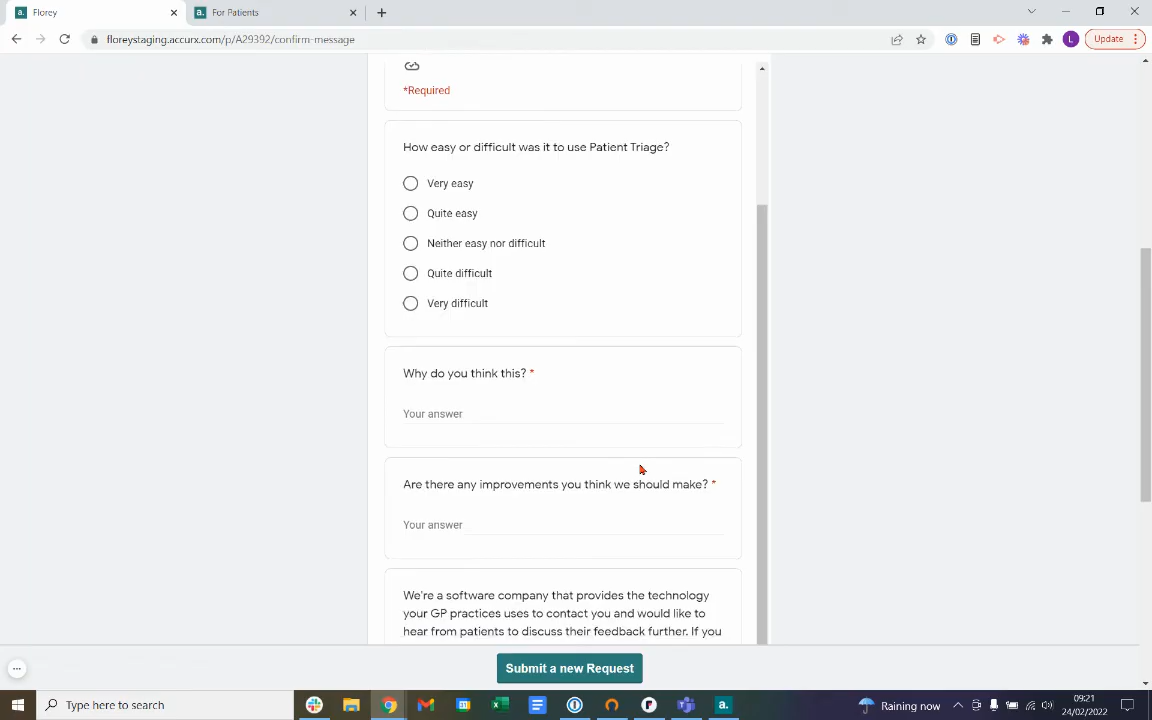 Florey
For Patients
floreystaging.accurx.com/p/A29392/confirm-message
Update
*Required
How easy or difficult was it to use Patient Triage?
Very easy
Quite easy
Neither easy nor difficult
Quite difficult
Very difficult
Why do you think this? *
Your answer
Are there any improvements you think we should make? *
Your answer
We're a software company that provides the technology
your GP practices uses to contact you and would like to
hear from patients to discuss their feedback further. If you
Submit a new Request
Type here to search
Raining now
09:21
24/02/2022